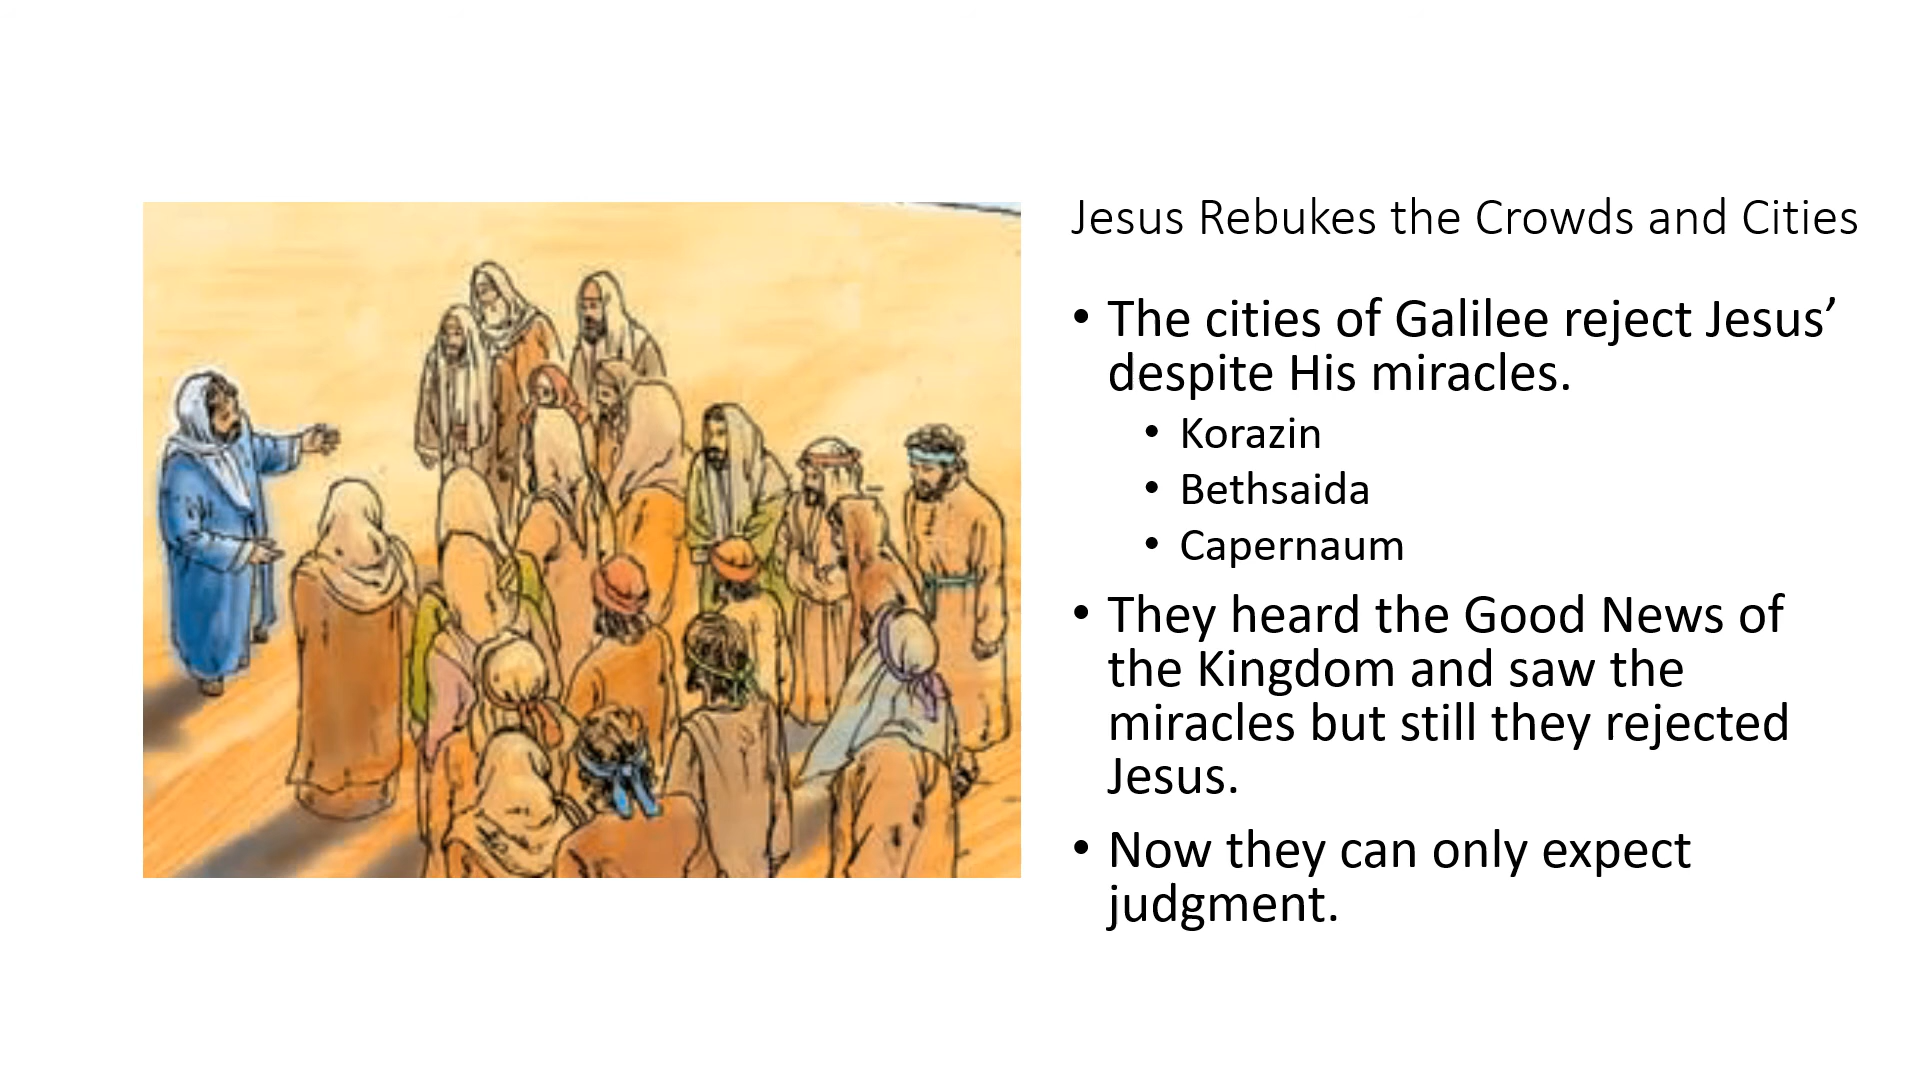 Jesus Rebukes the Crowds and Cities
• The cities of Galilee reject Jesus’
despite His miracles.
• Korazin
• Bethsaida
• Capernaum
• They heard the Good News of
the Kingdom and saw the
miracles but still they rejected
Jesus.
• Now they can only expect
judgment.